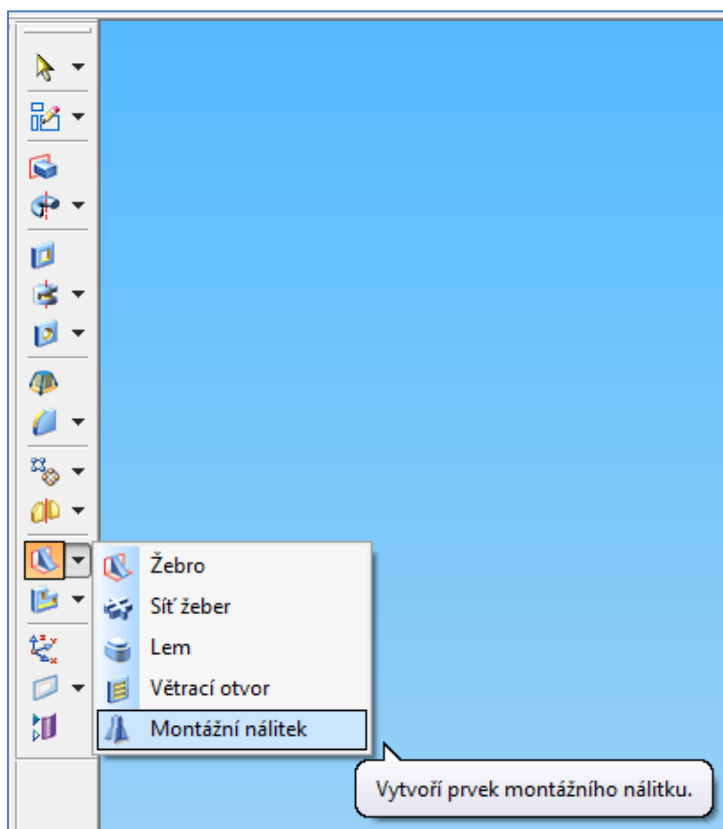 Žebro
Síť žeber
Lem
Větrací otvor
Montážní nálitek
Vytvoří prvek montážního nálitku.